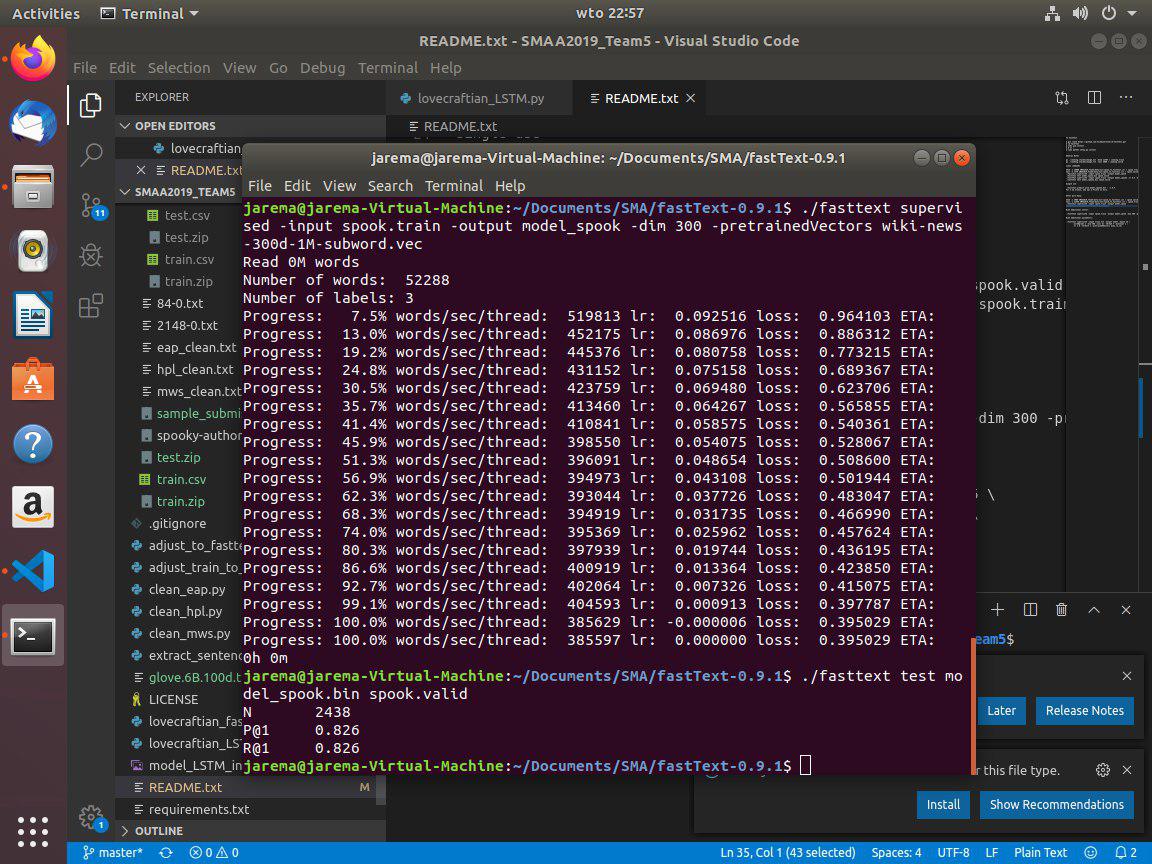 Activities Terminal wto 22:57
README.txt - SMAA2019_Team5 - Visual Studio Code
File Edit Selection View Go Debug Terminal Help
EXPLORER
lovecraftian_LSTM.py README.txt
OPEN EDITORS
README.txt
lovecraftian
README.txt
SMAA2019_TEAM5
test.csv
test.zip
train.csv
train.zip
84-0.txt
2148-0.txt
eap_clean.txt
hpl_clean.txt
mws_clean.txt
sample_submi
spooky-author
test.zip
train.csv
train.zip
.gitignore
adjust_to_fastte
adjust_train_to_
clean_eap.py
clean_hpl.py
clean_mws.py
extract_sentenc
glove.6B.100d.t
LICENSE
lovecraftian_fas
lovecraftian_LST
model_LSTM_in
README.txt M
requirements.txt
OUTLINE
11
1
jarema@jarema-Virtual-Machine: ~/Documents/SMA/fastText-0.9.1
File Edit View Search Terminal Help
jarema@jarema-Virtual-Machine:~/Documents/SMA/fastText-0.9.1$ ./fasttext supervi
sed -input spook.train -output model_spook -dim 300 -pretrainedVectors wiki-news
-300d-1M-subword.vec
Read 0M words
Number of words:  52288
Number of labels: 3
Progress:   7.5% words/sec/thread:  519813 lr:  0.092516 loss:  0.964103 ETA:
Progress:  13.0% words/sec/thread:  452175 lr:  0.086976 loss:  0.886312 ETA:
Progress:  19.2% words/sec/thread:  445376 lr:  0.080758 loss:  0.773215 ETA:
Progress:  24.8% words/sec/thread:  431152 lr:  0.075158 loss:  0.689367 ETA:
Progress:  30.5% words/sec/thread:  423759 lr:  0.069480 loss:  0.623706 ETA:
Progress:  35.7% words/sec/thread:  413460 lr:  0.064267 loss:  0.565855 ETA:
Progress:  41.4% words/sec/thread:  410841 lr:  0.058575 loss:  0.540361 ETA:
Progress:  45.9% words/sec/thread:  398550 lr:  0.054075 loss:  0.528067 ETA:
Progress:  51.3% words/sec/thread:  396091 lr:  0.048654 loss:  0.508600 ETA:
Progress:  56.9% words/sec/thread:  394973 lr:  0.043108 loss:  0.501944 ETA:
Progress:  62.3% words/sec/thread:  393044 lr:  0.037726 loss:  0.483047 ETA:
Progress:  68.3% words/sec/thread:  394919 lr:  0.031735 loss:  0.466990 ETA:
Progress:  74.0% words/sec/thread:  395369 lr:  0.025962 loss:  0.457624 ETA:
Progress:  80.3% words/sec/thread:  397939 lr:  0.019744 loss:  0.436195 ETA:
Progress:  86.6% words/sec/thread:  400919 lr:  0.013364 loss:  0.423850 ETA:
Progress:  92.7% words/sec/thread:  402064 lr:  0.007326 loss:  0.415075 ETA:
Progress:  99.1% words/sec/thread:  404593 lr:  0.000913 loss:  0.397787 ETA:
Progress: 100.0% words/sec/thread:  385629 lr: -0.000006 loss:  0.395029 ETA:
Progress: 100.0% words/sec/thread:  385597 lr:  0.000000 loss:  0.395029 ETA:
0h 0m
jarema@jarema-Virtual-Machine:~/Documents/SMA/fastText-0.9.1$ ./fasttext test mo
del_spook.bin spook.valid
N       2438
P@1     0.826
R@1     0.826
jarema@jarema-Virtual-Machine:~/Documents/SMA/fastText-0.9.1$
spook.valid
spook.train
dim 300 -pr
\
eam5$
Later Release Notes
r this file type.
Install Show Recommendations
master* 0 0 Ln 35, Col 1 (43 selected) Spaces: 4 UTF-8 LF Plain Text 2